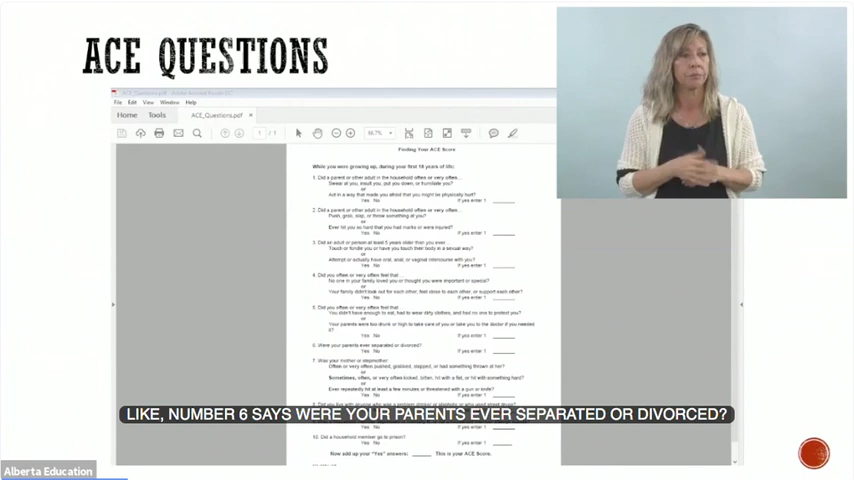 ACE QUESTIONS
ACE_Questions.pdf - Adobe Acrobat Reader DC
File Edit View Window Help
Home Tools ACE_Questions.pdf ×
1 / 1 66.7%
Finding Your ACE Score
While you were growing up, during your first 18 years of life:
1. Did a parent or other adult in the household often or very often...
Swear at you, insult you, put you down, or humiliate you?
or
Act in a way that made you afraid that you might be physically hurt?
Yes No If yes enter 1 ______
2. Did a parent or other adult in the household often or very often...
Push, grab, slap, or throw something at you?
or
Ever hit you so hard that you had marks or were injured?
Yes No If yes enter 1 ______
3. Did an adult or person at least 5 years older than you ever...
Touch or fondle you or have you touch their body in a sexual way?
or
Attempt or actually have oral, anal, or vaginal intercourse with you?
Yes No If yes enter 1 ______
4. Did you often or very often feel that ...
No one in your family loved you or thought you were important or special?
or
Your family didn't look out for each other, feel close to each other, or support each other?
Yes No If yes enter 1 ______
5. Did you often or very often feel that ...
You didn't have enough to eat, had to wear dirty clothes, and had no one to protect you?
or
Your parents were too drunk or high to take care of you or take you to the doctor if you needed
it?
Yes No If yes enter 1 ______
6. Were your parents ever separated or divorced?
Yes No If yes enter 1 ______
7. Was your mother or stepmother:
Often or very often pushed, grabbed, slapped, or had something thrown at her?
or
Sometimes, often, or very often kicked, bitten, hit with a fist, or hit with something hard?
or
Ever repeatedly hit at least a few minutes or threatened with a gun or knife?
Yes No If yes enter 1 ______
LIKE, NUMBER 6 SAYS WERE YOUR PARENTS EVER SEPARATED OR DIVORCED?
10. Did a household member go to prison?
Yes No If yes enter 1 ______
Now add up your "Yes" answers: ______ This is your ACE Score.
Alberta Education